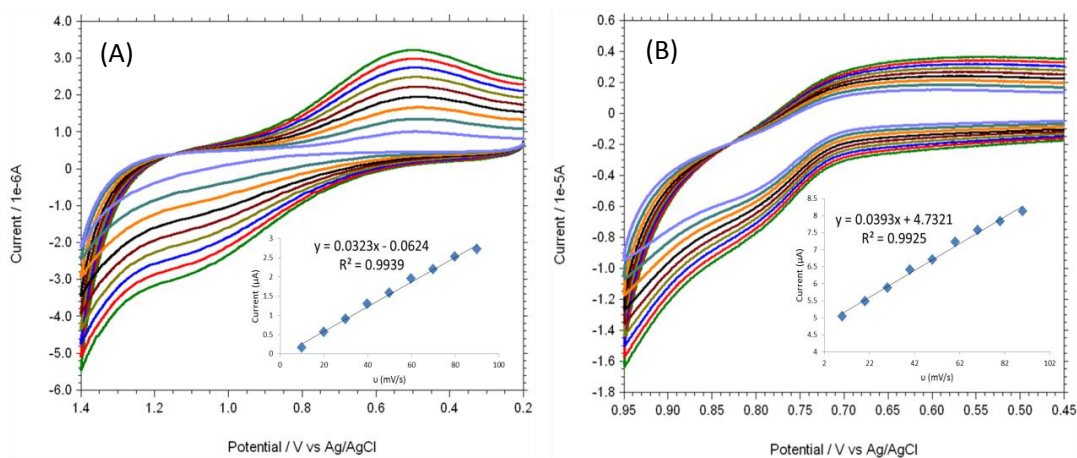 (A)
Current / 1e-6A
4.0
3.0
2.0
1.0
0
-1.0
-2.0
-3.0
-4.0
-5.0
-6.0
1.4 1.2 1.0 0.8 0.6 0.4 0.2
Potential / V vs Ag/AgCl
y = 0.0323x - 0.0624
R² = 0.9939
Current (µA)
3
2.5
2
1.5
1
0.5
0
0 20 40 60 80 100
υ (mV/s)
(B)
Current / 1e-5A
0.6
0.4
0.2
0
-0.2
-0.4
-0.6
-0.8
-1.0
-1.2
-1.4
-1.6
-1.8
0.95 0.90 0.85 0.80 0.75 0.70 0.65 0.60 0.55 0.50 0.45
Potential / V vs Ag/AgCl
y = 0.0393x + 4.7321
R² = 0.9925
Current (µA)
8.5
8
7.5
7
6.5
6
5.5
5
4.5
4
2 22 42 62 82 102
υ (mV/s)